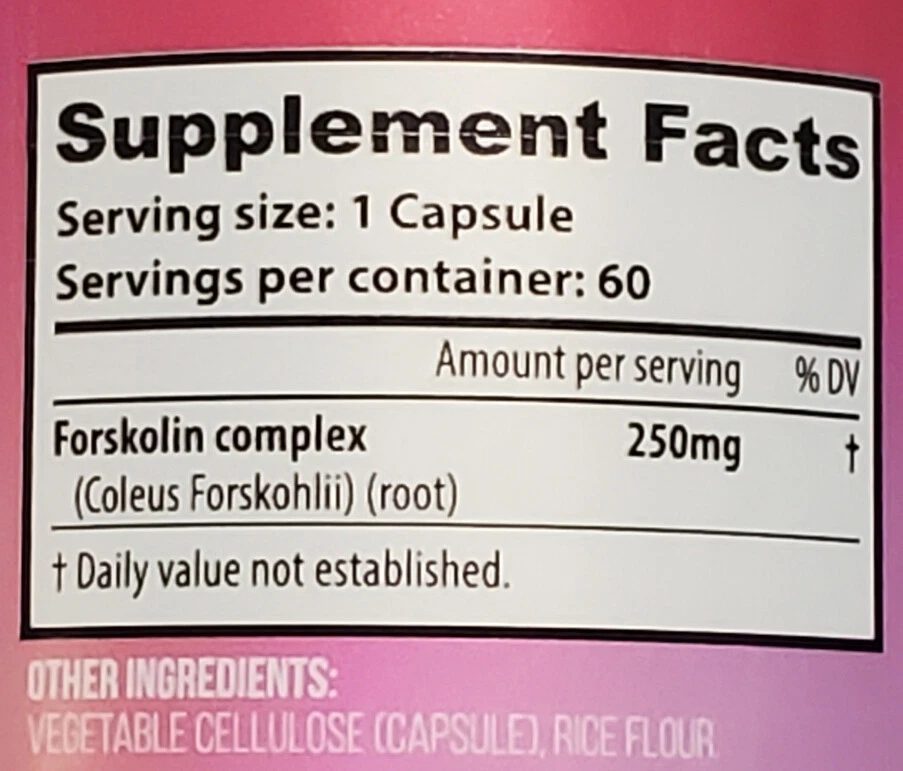 Supplement Facts
Serving size: 1 Capsule
Servings per container: 60
Amount per serving % DV
Forskolin complex 250mg †
(Coleus Forskohlii) (root)
† Daily value not established.
OTHER INGREDIENTS:
VEGETABLE CELLULOSE (CAPSULE), RICE FLOUR